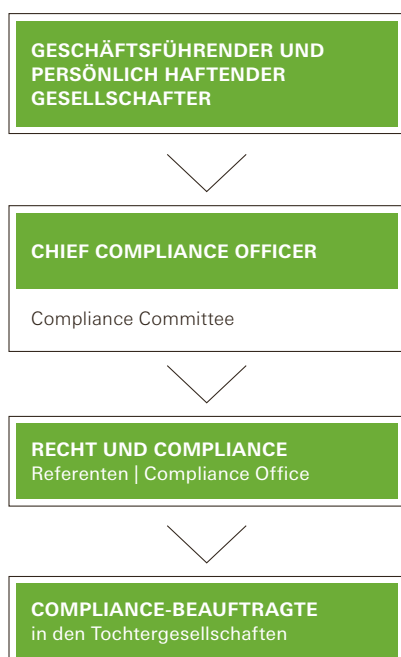 GESCHÄFTSFÜHRENDER UND
PERSÖNLICH HAFTENDER
GESELLSCHAFTER
CHIEF COMPLIANCE OFFICER
Compliance Committee
RECHT UND COMPLIANCE
Referenten | Compliance Office
COMPLIANCE-BEAUFTRAGTE
in den Tochtergesellschaften